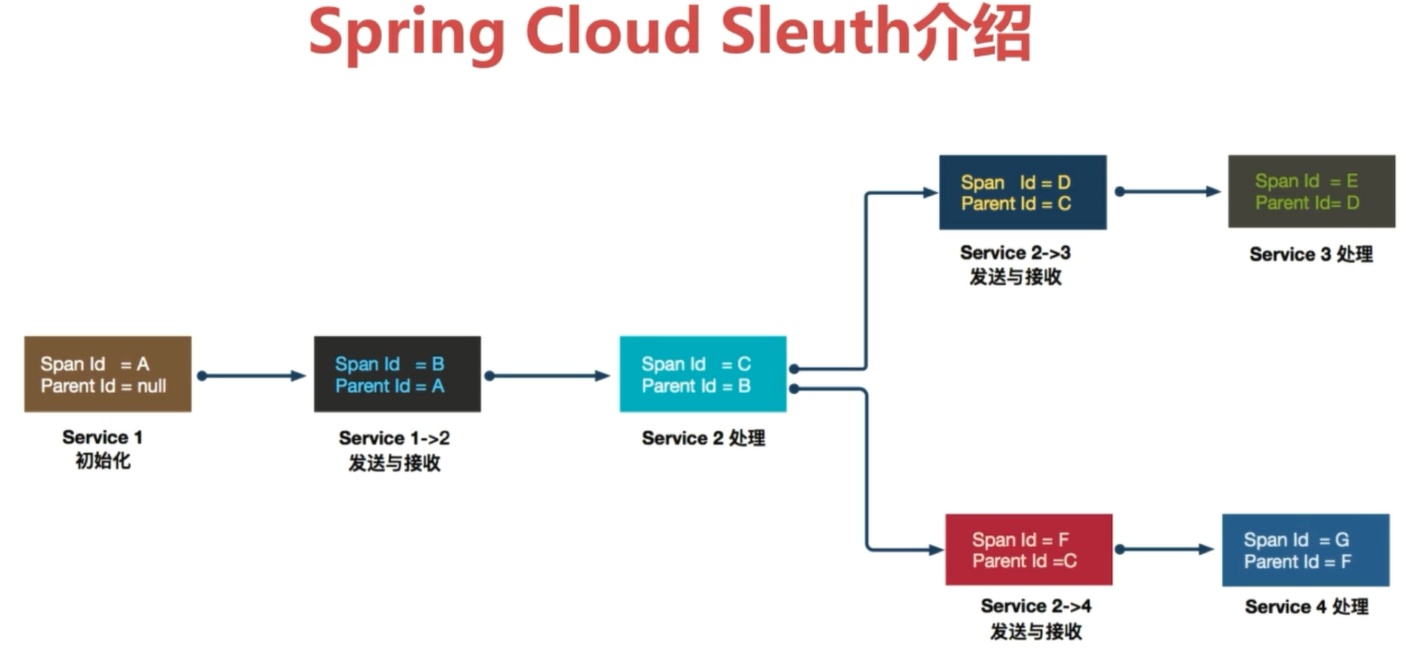 Spring Cloud Sleuth介绍
Span Id = D
Parent Id = C
Service 2->3
发送与接收
Span Id = E
Parent Id= D
Service 3 处理
Span Id = A
Parent Id = null
Service 1
初始化
Span Id = B
Parent Id = A
Service 1->2
发送与接收
Span Id = C
Parent Id = B
Service 2 处理
Span Id = F
Parent Id =C
Service 2->4
发送与接收
Span Id = G
Parent Id = F
Service 4 处理